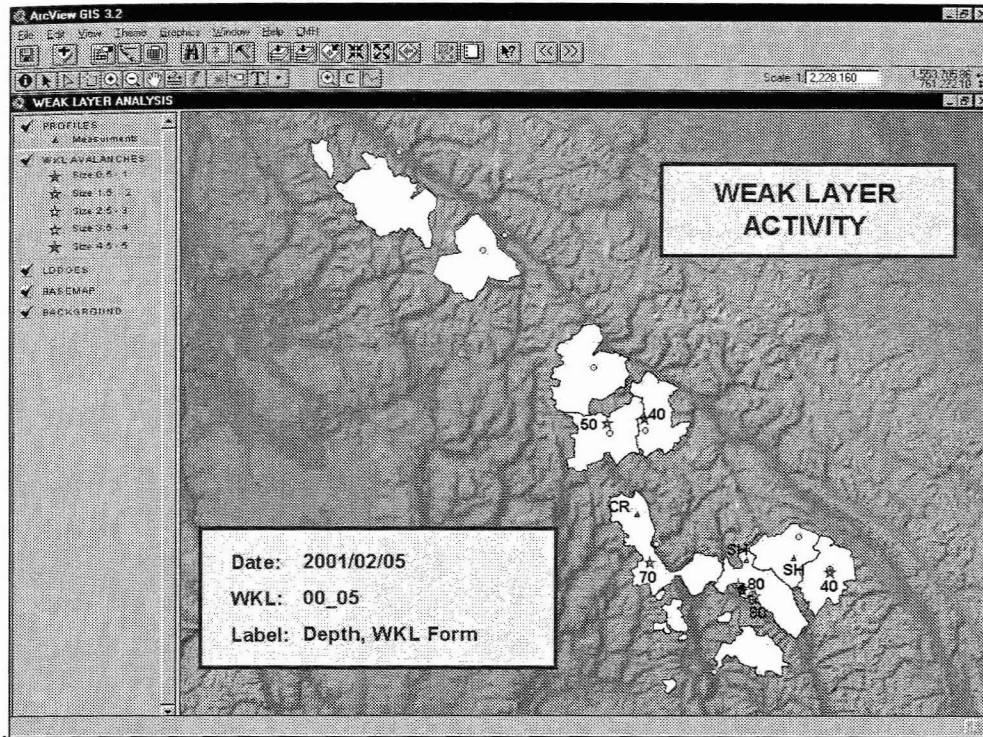 ArcView GIS 3.2
File Edit View Theme Graphics Window Help CMH
Scale 1: 2,228,160
WEAK LAYER ANALYSIS
PROFILES
Measurments
WKL AVALANCHES
Size 0.5 - 1
Size 1.5 - 2
Size 2.5 - 3
Size 3.5 - 4
Size 4.5 - 5
LODGES
BASEMAP
BACKGROUND
WEAK LAYER
ACTIVITY
50
40
CR
SH
SH
70
80
40
Date: 2001/02/05
WKL: 00_05
Label: Depth, WKL Form